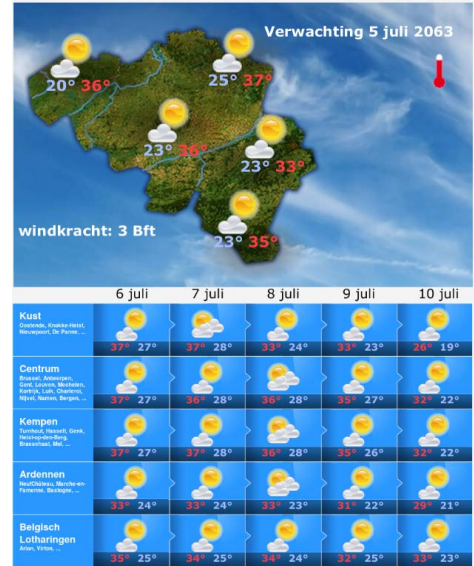 Verwachting 5 juli 2063
20° 36°
25° 37°
23° 36°
23° 33°
23° 35°
windkracht: 3 Bft
6 juli 7 juli 8 juli 9 juli 10 juli
Kust
Oostende, Knokke-Heist,
Nieuwpoort, De Panne, ...
37° 27° 37° 28° 33° 24° 33° 23° 26° 19°
Centrum
Brussel, Antwerpen,
Gent, Leuven, Mechelen,
Kortrijk, Luik, Charleroi,
Nijvel, Namen, Bergen, ...
37° 27° 36° 28° 36° 28° 35° 27° 32° 22°
Kempen
Turnhout, Hasselt, Genk,
Heist-op-den-Berg,
Brasschaat, Mol, ...
37° 27° 37° 28° 36° 28° 35° 26° 32° 22°
Ardennen
Neufchâteau, Marche-en-
Famenne, Bastogne, ...
33° 24° 33° 24° 33° 23° 31° 22° 29° 21°
Belgisch
Lotharingen
Arlon, Virton, ...
35° 25° 34° 25° 34° 24° 32° 25° 33° 23°